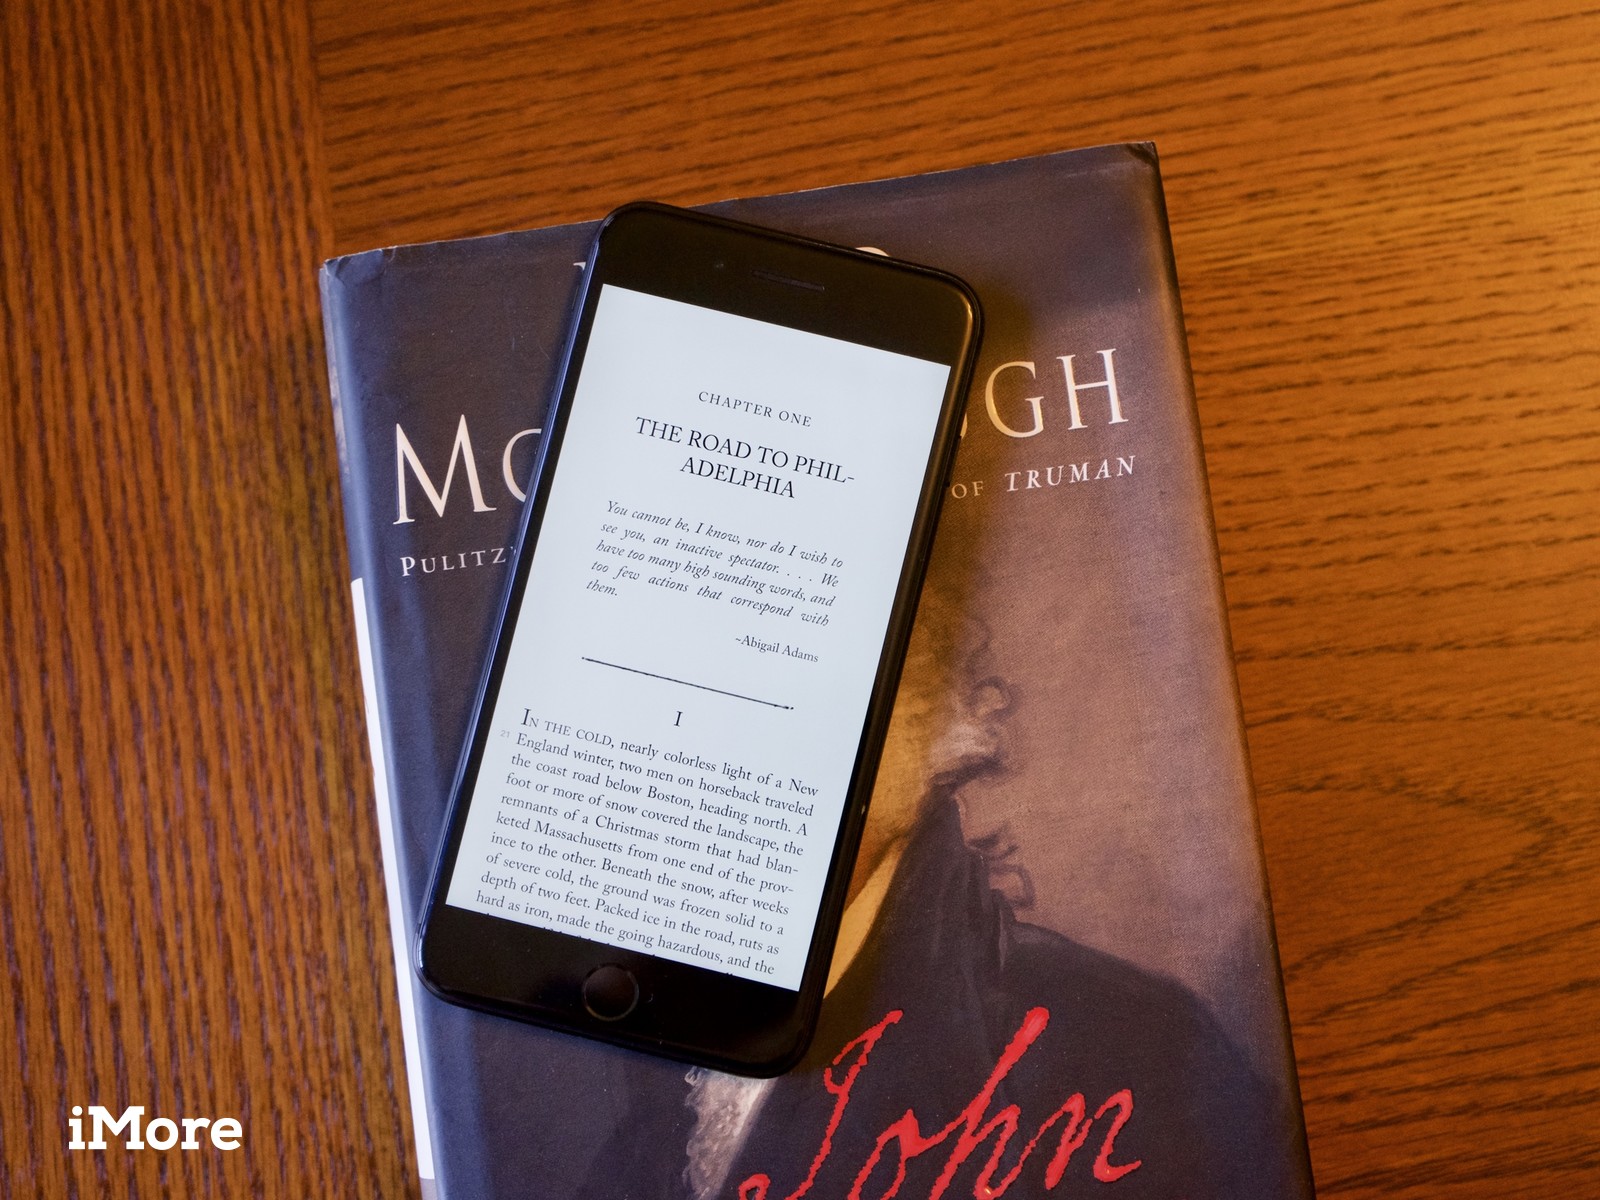 Mc
UGH
PULITZ
OF TRUMAN
CHAPTER ONE
THE ROAD TO PHIL-
ADELPHIA
You cannot be, I know, nor do I wish to
see you, an inactive spectator. . . . We
have too many high sounding words, and
too few actions that correspond with
them.
~Abigail Adams
I
IN THE COLD, nearly colorless light of a New
21
England winter, two men on horseback traveled
the coast road below Boston, heading north. A
foot or more of snow covered the landscape, the
remnants of a Christmas storm that had blan-
keted Massachusetts from one end of the prov-
ince to the other. Beneath the snow, after weeks
of severe cold, the ground was frozen solid to a
depth of two feet. Packed ice in the road, ruts as
hard as iron, made the going hazardous, and the
John
iMore